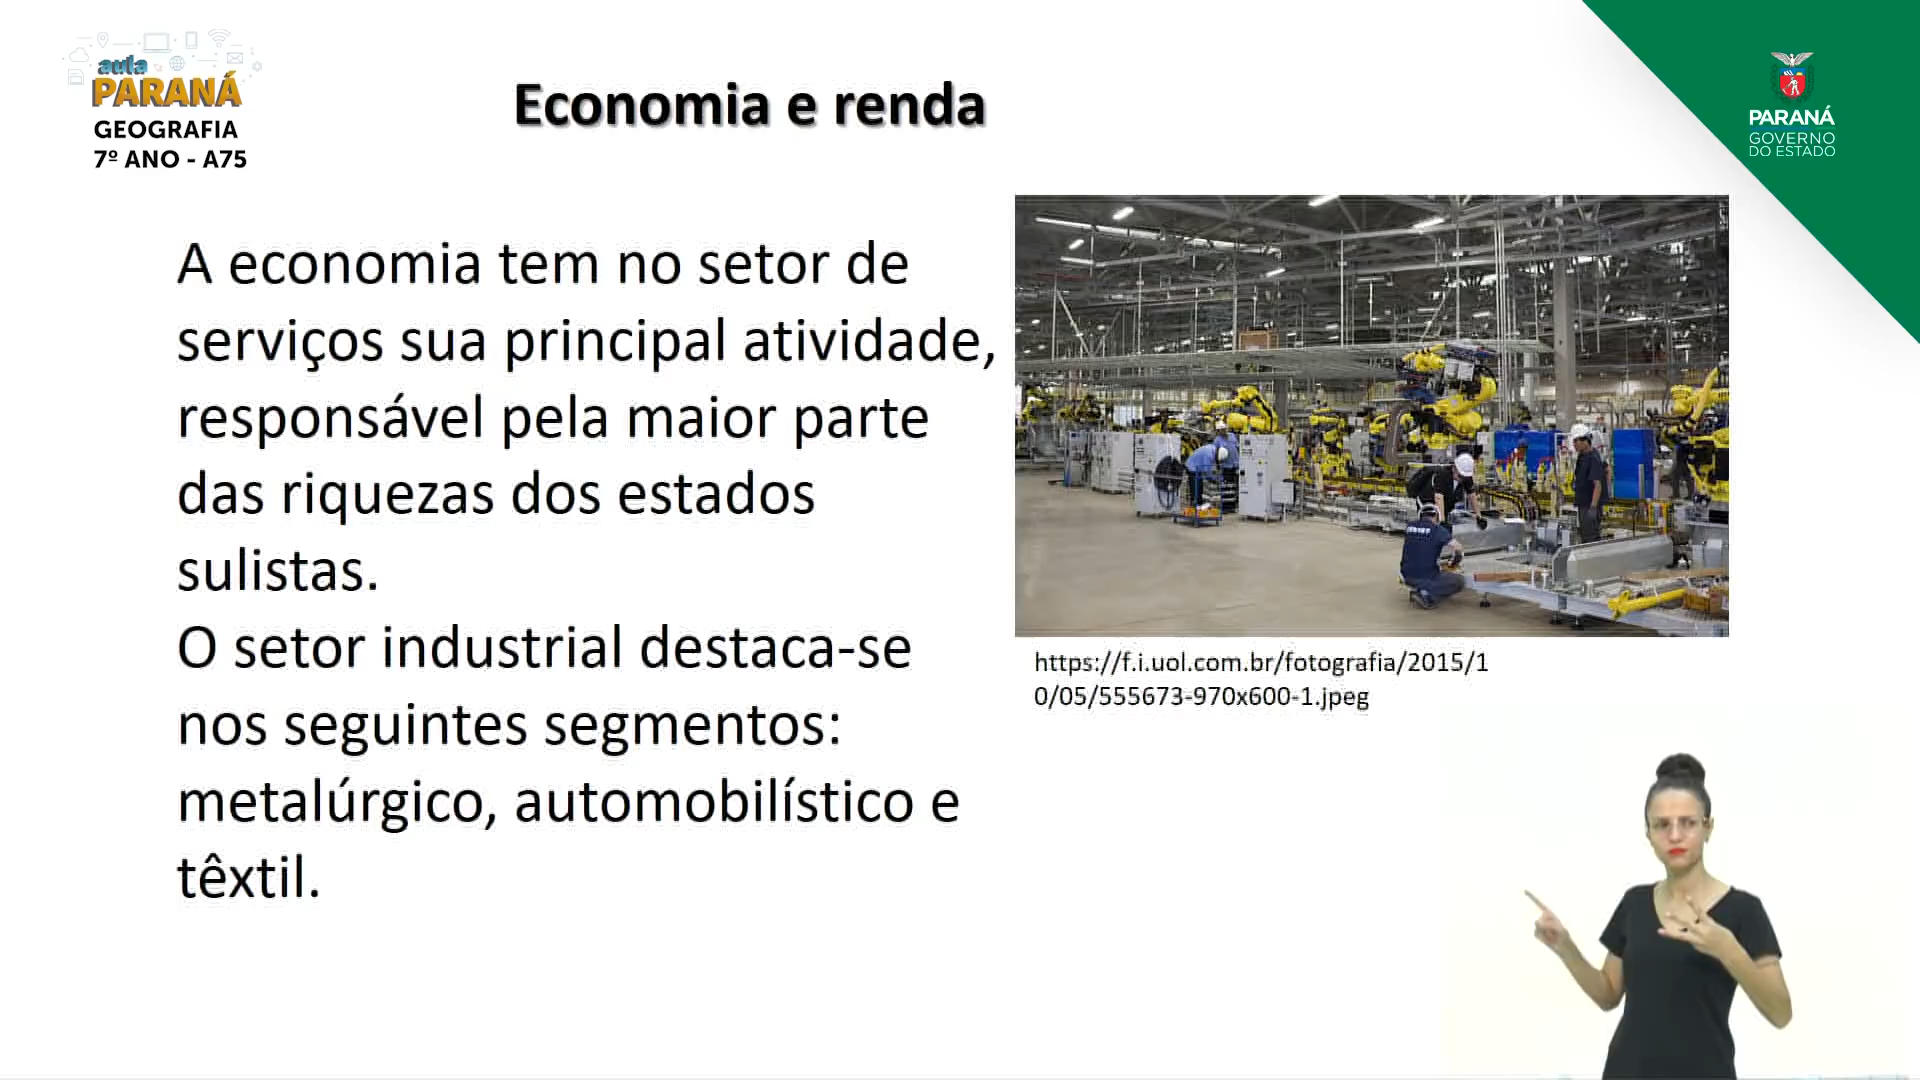 aula
PARANÁ
GEOGRAFIA
7º ANO - A75
Economia e renda
PARANÁ
GOVERNO
DO ESTADO
A economia tem no setor de
serviços sua principal atividade,
responsável pela maior parte
das riquezas dos estados
sulistas.
O setor industrial destaca-se
nos seguintes segmentos:
metalúrgico, automobilístico e
têxtil.
https://f.i.uol.com.br/fotografia/2015/1
0/05/555673-970x600-1.jpeg